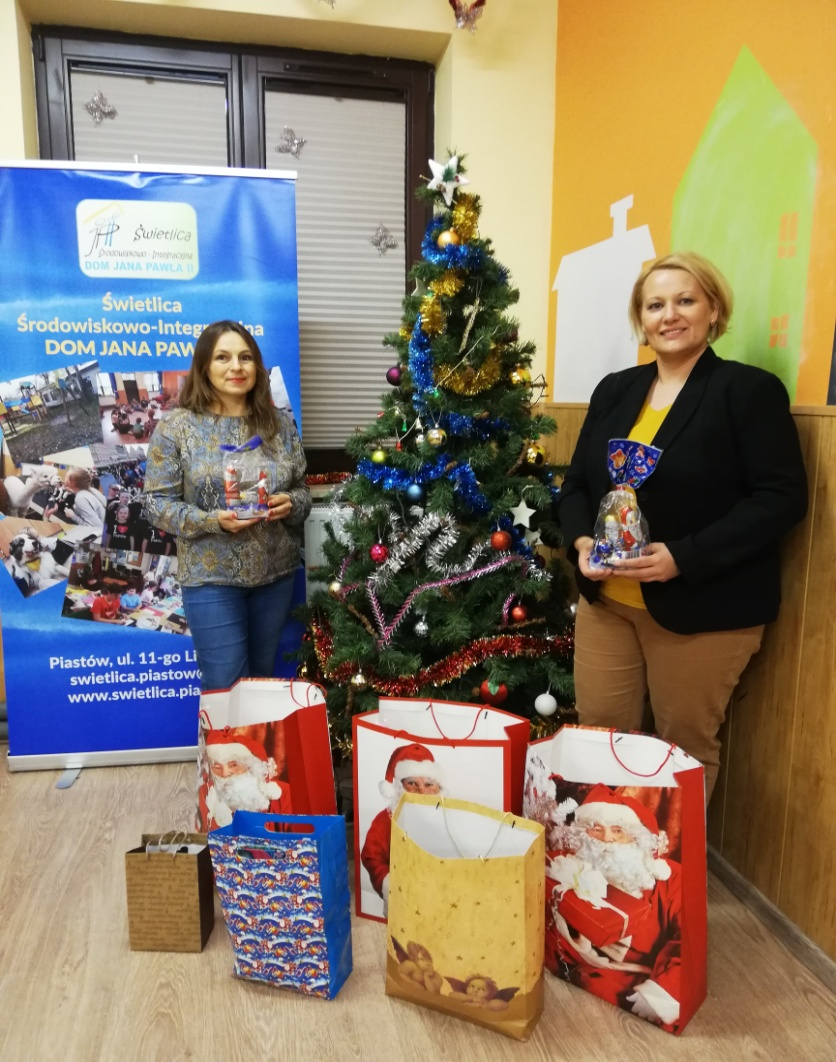 Świetlica
Środowiskowo-Integracyjna
DOM JANA PAWŁA II
Świetlica
Środowiskowo-Integracyjna
DOM JANA PAW
Piastów, ul. 11-go Li
swietlica.piastow@
www.swietlica.pia